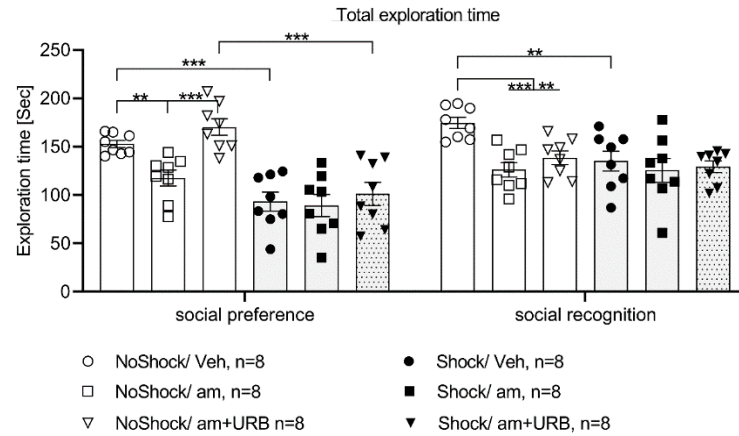 Total exploration time
***
***
**
**
***
***
**
Exploration time [Sec]
250
200
150
100
50
0
social preference
social recognition
NoShock/ Veh, n=8
Shock/ Veh, n=8
NoShock/ am, n=8
Shock/ am, n=8
NoShock/ am+URB n=8
Shock/ am+URB, n=8